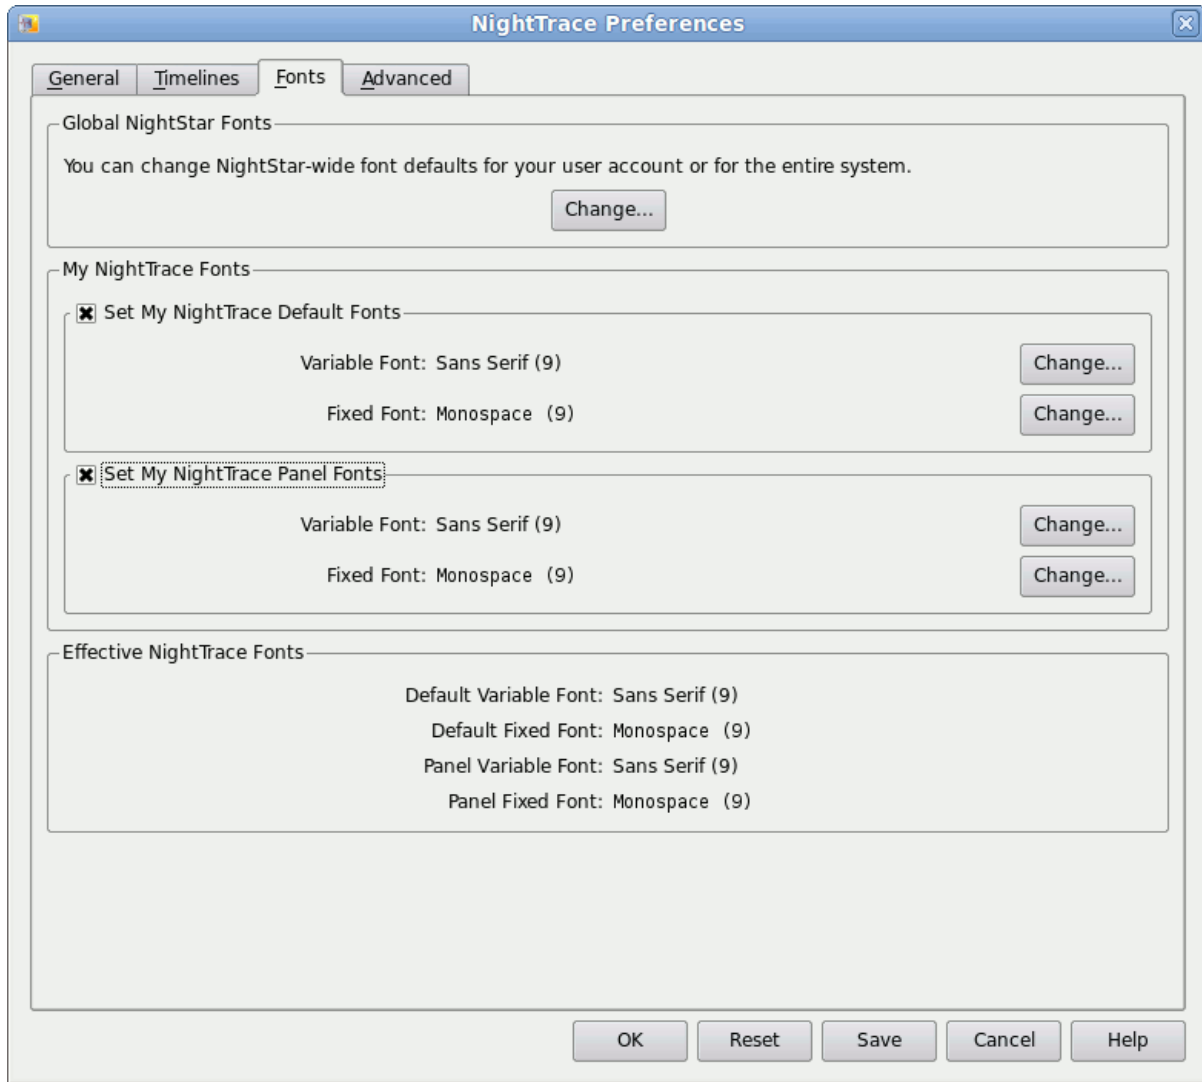 NightTrace Preferences
General Timelines Fonts Advanced
Global NightStar Fonts
You can change NightStar-wide font defaults for your user account or for the entire system.
Change...
My NightTrace Fonts
Set My NightTrace Default Fonts
Variable Font: Sans Serif (9) Change...
Fixed Font: Monospace (9) Change...
Set My NightTrace Panel Fonts
Variable Font: Sans Serif (9) Change...
Fixed Font: Monospace (9) Change...
Effective NightTrace Fonts
Default Variable Font: Sans Serif (9)
Default Fixed Font: Monospace (9)
Panel Variable Font: Sans Serif (9)
Panel Fixed Font: Monospace (9)
OK Reset Save Cancel Help